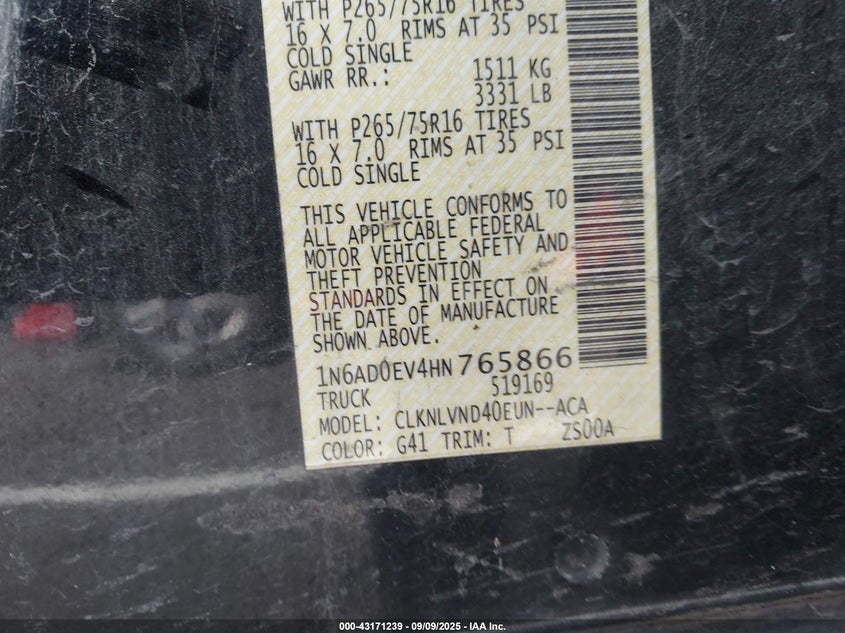 WITH P265/75R16 TIRES
16 X 7.0 RIMS AT 35 PSI
COLD SINGLE
GAWR RR.: 1511 KG
3331 LB
WITH P265/75R16 TIRES
16 X 7.0 RIMS AT 35 PSI
COLD SINGLE
THIS VEHICLE CONFORMS TO
ALL APPLICABLE FEDERAL
MOTOR VEHICLE SAFETY AND
THEFT PREVENTION
STANDARDS IN EFFECT ON
THE DATE OF MANUFACTURE
SHOWN ABOVE.
1N6AD0EV4HN765866
TRUCK 519169
MODEL: CLKNLVND40EUN--ACA
COLOR: G41 TRIM: T ZS00A
000-43171239 - 09/09/2025 - IAA Inc.